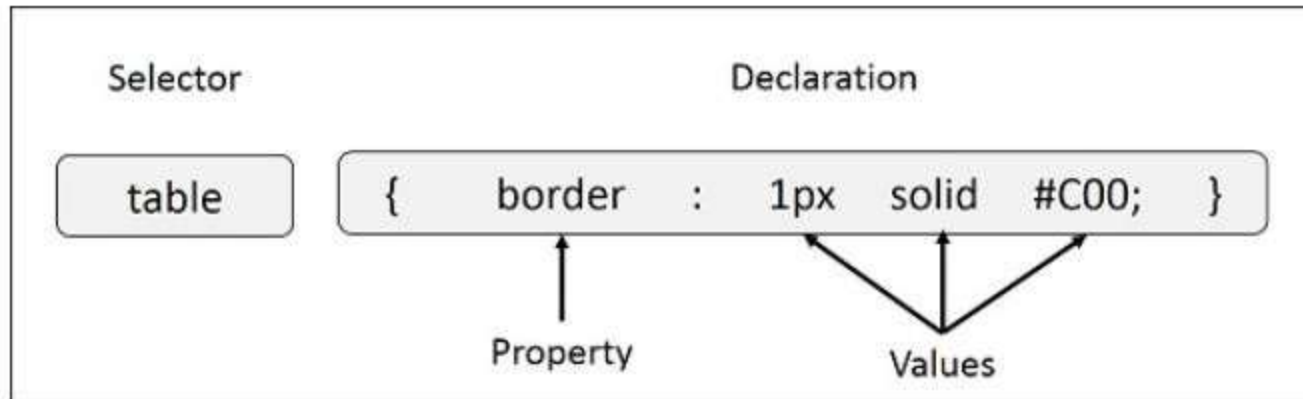 Selector Declaration
table { border : 1px solid #C00; }
Property Values